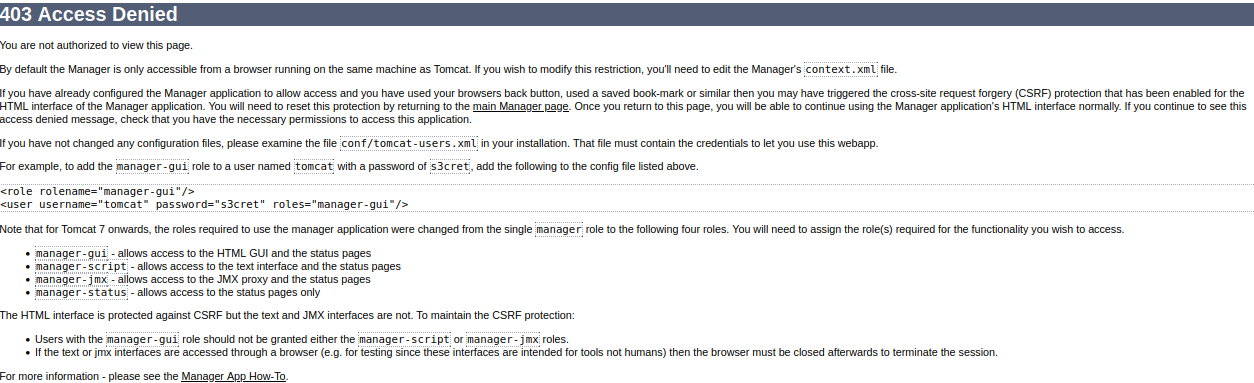 403 Access Denied
You are not authorized to view this page.
By default the Manager is only accessible from a browser running on the same machine as Tomcat. If you wish to modify this restriction, you'll need to edit the Manager's context.xml file.
If you have already configured the Manager application to allow access and you have used your browsers back button, used a saved book-mark or similar then you may have triggered the cross-site request forgery (CSRF) protection that has been enabled for the
HTML interface of the Manager application. You will need to reset this protection by returning to the main Manager page. Once you return to this page, you will be able to continue using the Manager application's HTML interface normally. If you continue to see this
access denied message, check that you have the necessary permissions to access this application.
If you have not changed any configuration files, please examine the file conf/tomcat-users.xml in your installation. That file must contain the credentials to let you use this webapp.
For example, to add the manager-gui role to a user named tomcat with a password of s3cret, add the following to the config file listed above.
<role rolename="manager-gui"/>
<user username="tomcat" password="s3cret" roles="manager-gui"/>
Note that for Tomcat 7 onwards, the roles required to use the manager application were changed from the single manager role to the following four roles. You will need to assign the role(s) required for the functionality you wish to access.
• manager-gui - allows access to the HTML GUI and the status pages
• manager-script - allows access to the text interface and the status pages
• manager-jmx - allows access to the JMX proxy and the status pages
• manager-status - allows access to the status pages only
The HTML interface is protected against CSRF but the text and JMX interfaces are not. To maintain the CSRF protection:
• Users with the manager-gui role should not be granted either the manager-script or manager-jmx roles.
• If the text or jmx interfaces are accessed through a browser (e.g. for testing since these interfaces are intended for tools not humans) then the browser must be closed afterwards to terminate the session.
For more information - please see the Manager App How-To.